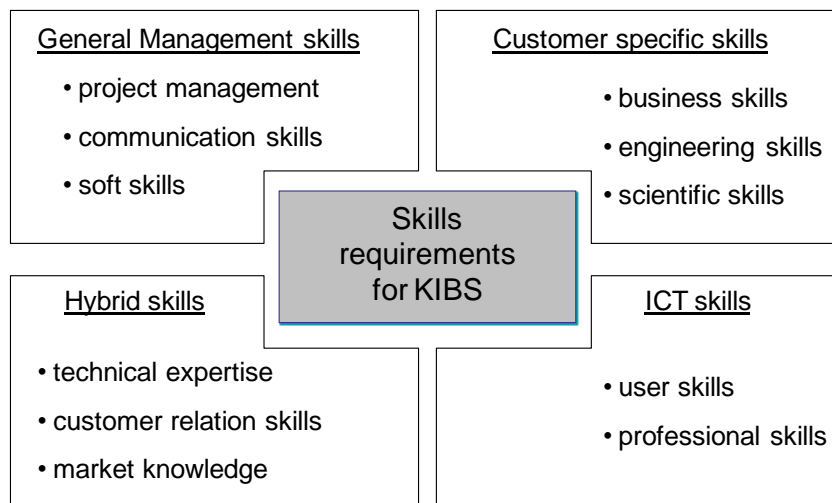 General Management skills
• project management
• communication skills
• soft skills
Customer specific skills
• business skills
• engineering skills
• scientific skills
Skills
requirements
for KIBS
Hybrid skills
• technical expertise
• customer relation skills
• market knowledge
ICT skills
• user skills
• professional skills